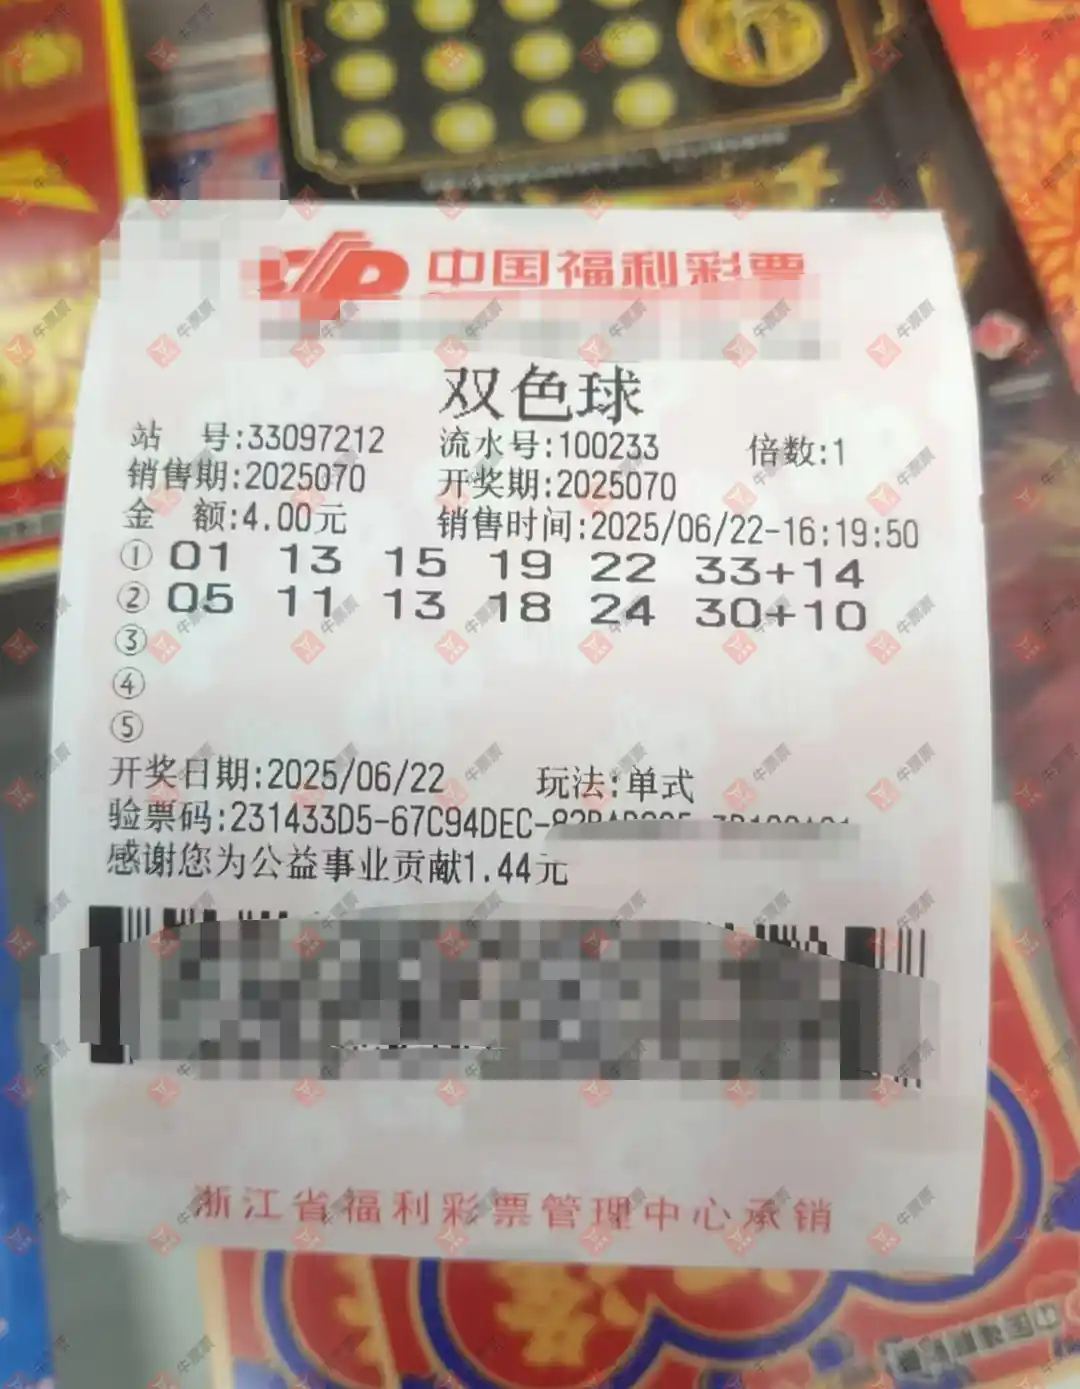 中国福利彩票
双色球
站 号:33097212 流水号:100233 倍数:1
销售期:2025070 开奖期:2025070
金 额:4.00元 销售时间:2025/06/22-16:19:50
① 01 13 15 19 22 33+14
② 05 11 13 18 24 30+10
③
④
⑤
开奖日期:2025/06/22 玩法:单式
验票码:231433D5-67C94DEC-
感谢您为公益事业贡献1.44元
浙江省福利彩票管理中心承销
牛票票